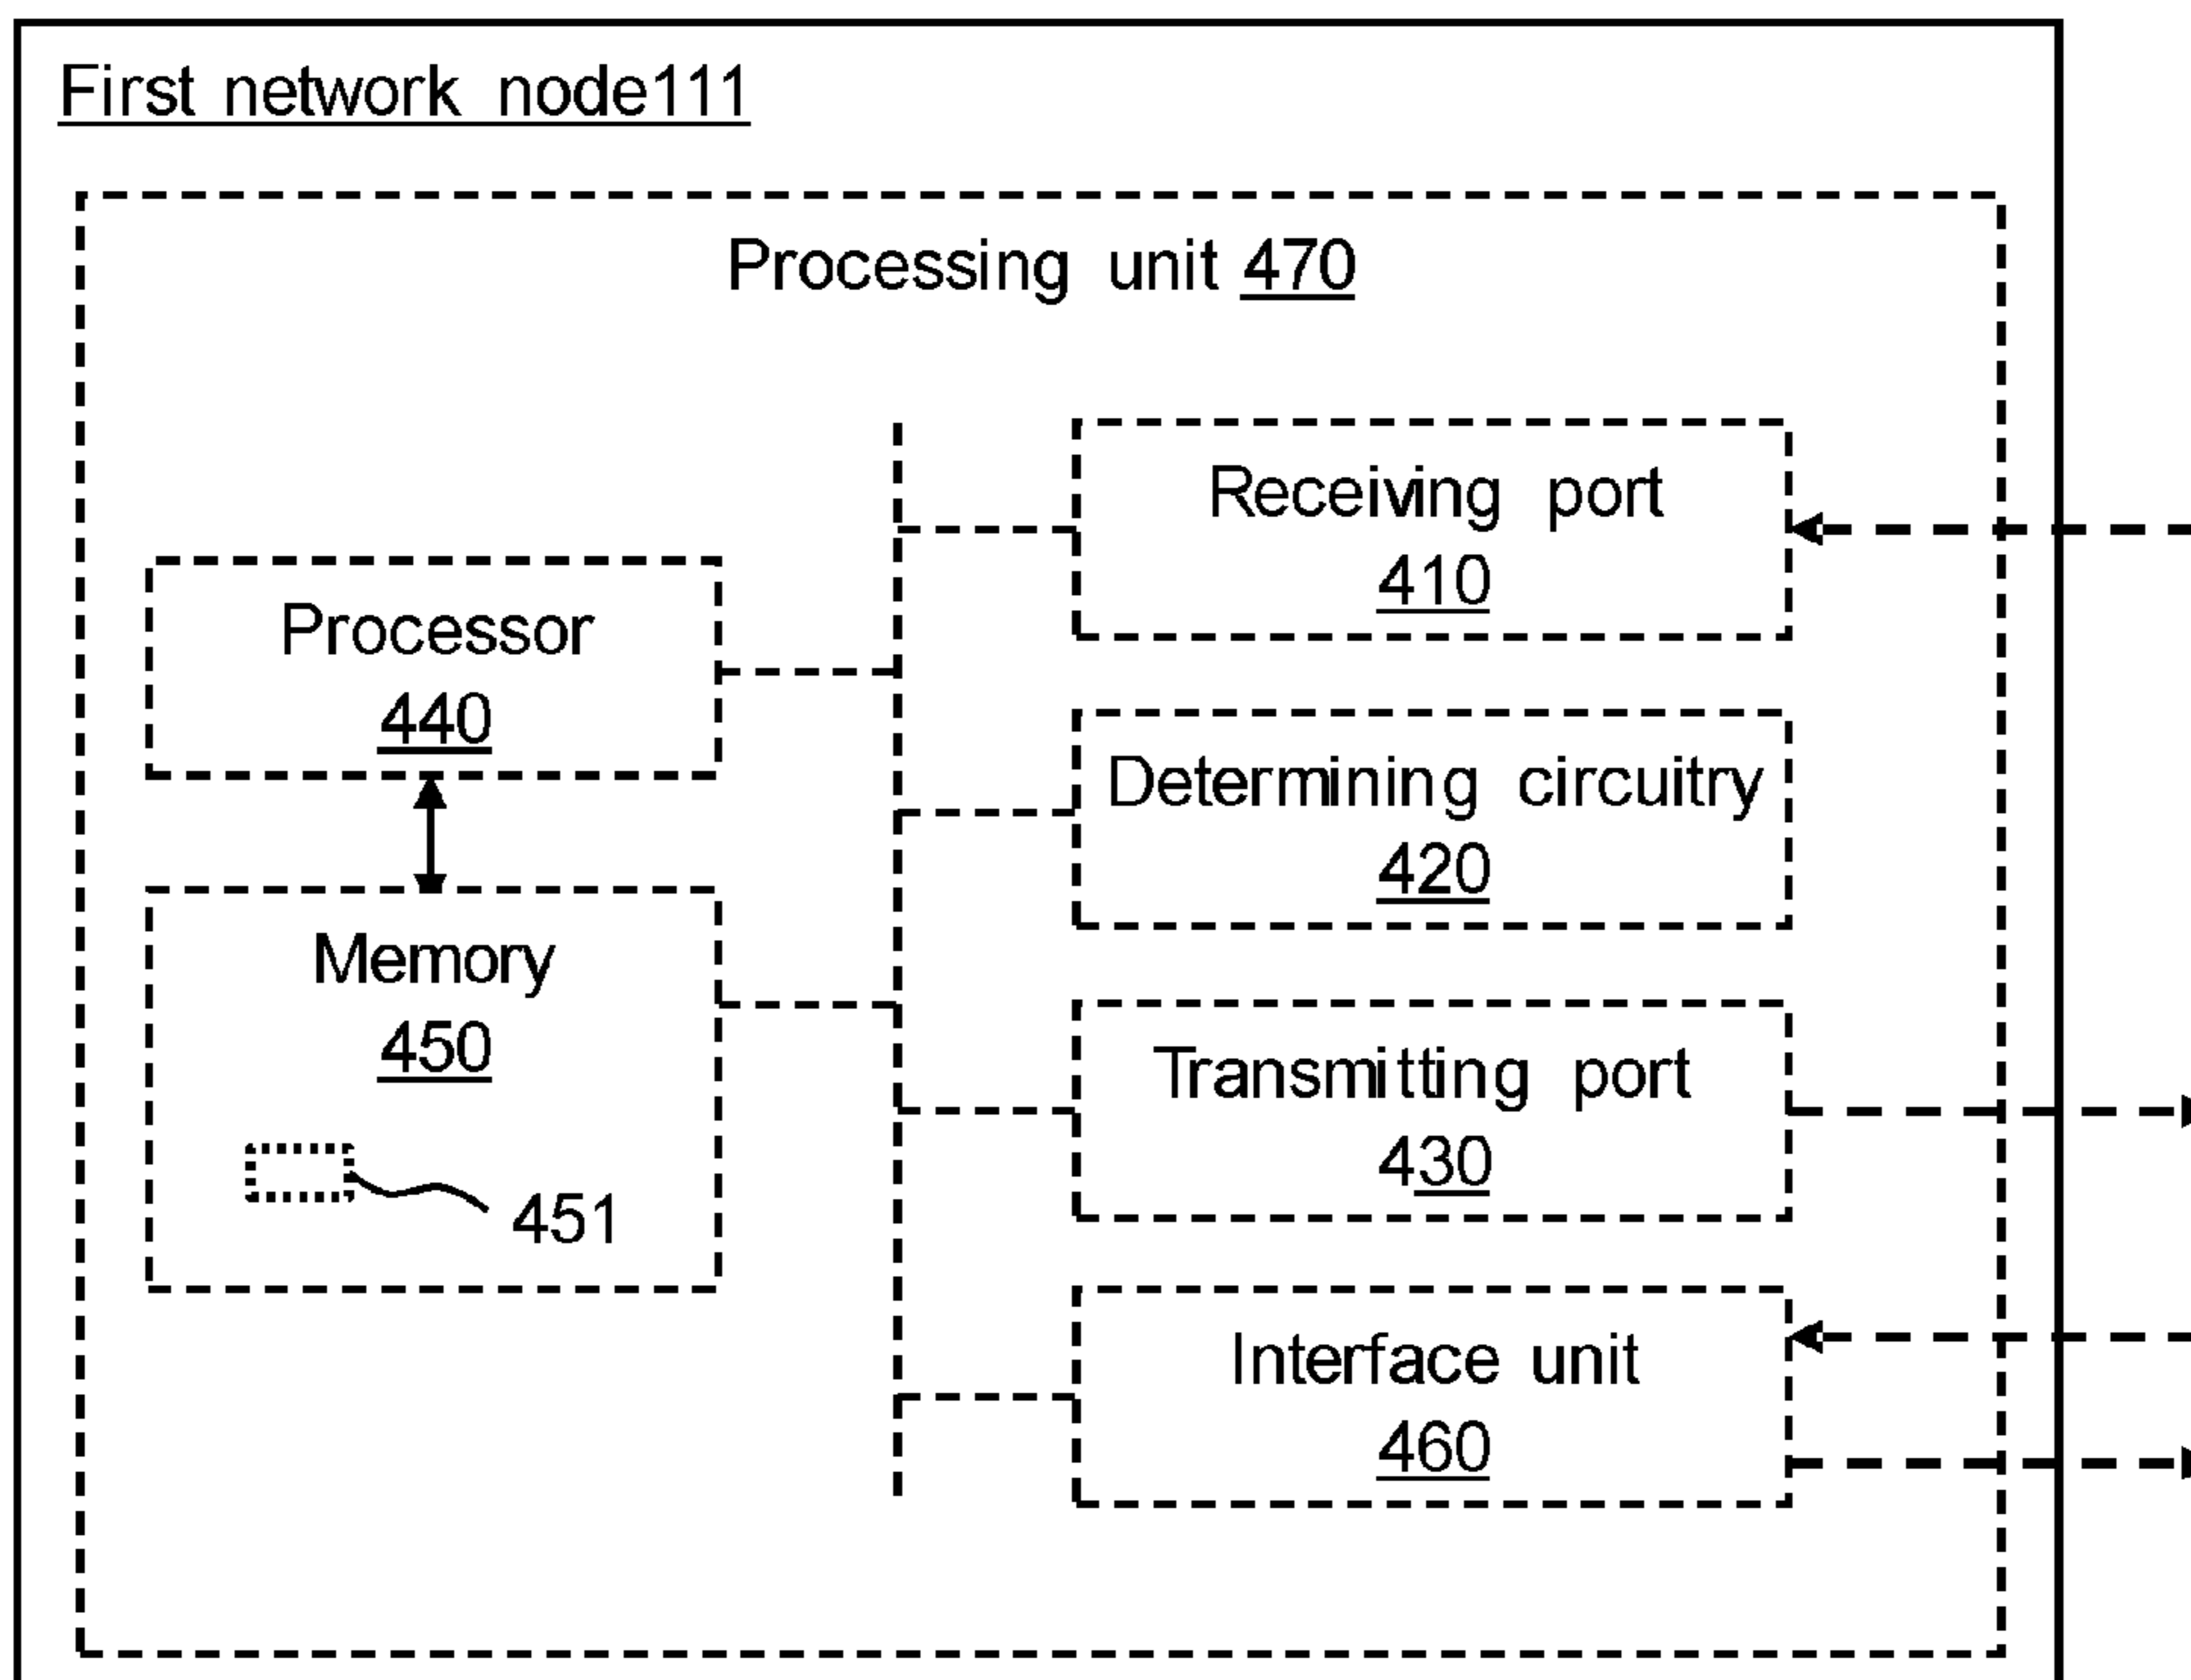 First network node111
Processing unit 470
Receiving port
410
Processor
440
Determining circuitry
420
Memory
450
451
Transmitting port
430
Interface unit
460